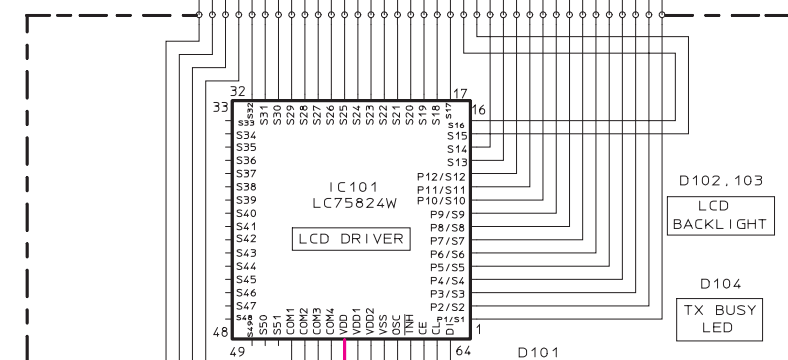 32
17
33
16
S32 S31 S30 S29 S28 S27 S26 S25 S24 S23 S22 S21 S20 S19 S18 S17
S33
S34
S35
S36
S37
S38
S39
S40
S41
S42
S43
S44
S45
S46
S47
S48
S16
S15
S14
S13
P12/S12
P11/S11
P10/S10
P9/S9
P8/S8
P7/S7
P6/S6
P5/S5
P4/S4
P3/S3
P2/S2
P1/S1
IC101
LC75824W
LCD DRIVER
S49 S50 S51 COM1 COM2 COM3 COM4 VDD VDD1 VDD2 VSS OSC INH CE CL DI
48
1
49
64
D101
D102,103
LCD
BACKLIGHT
D104
TX BUSY
LED